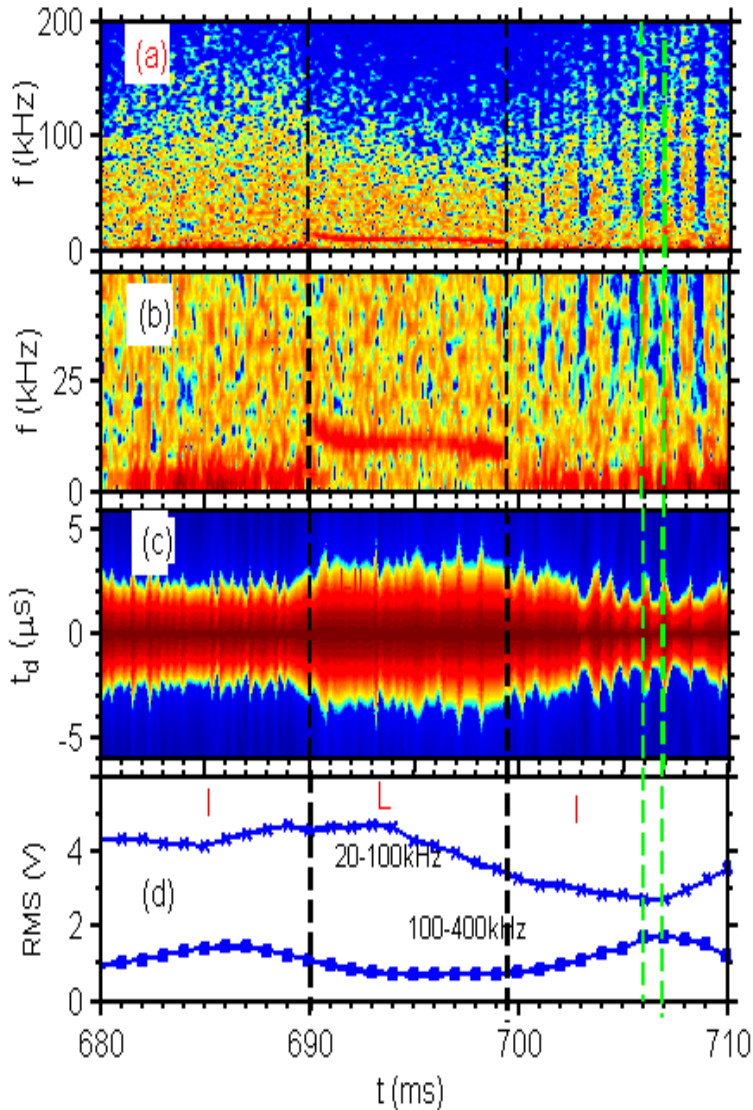 200
(a)
f (kHz)
100
0
(b)
f (kHz)
25
0
(c)
5
t_d (μs)
0
-5
I L I
4
20-100kHz
RMS (V)
2
(d)
100-400kHz
0
680 690 700 710
t (ms)